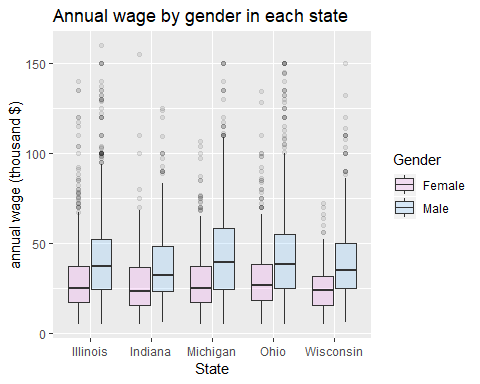 Annual wage by gender in each state
annual wage (thousand $)
150
100
50
0
Illinois Indiana Michigan Ohio Wisconsin
State
Gender
Female
Male